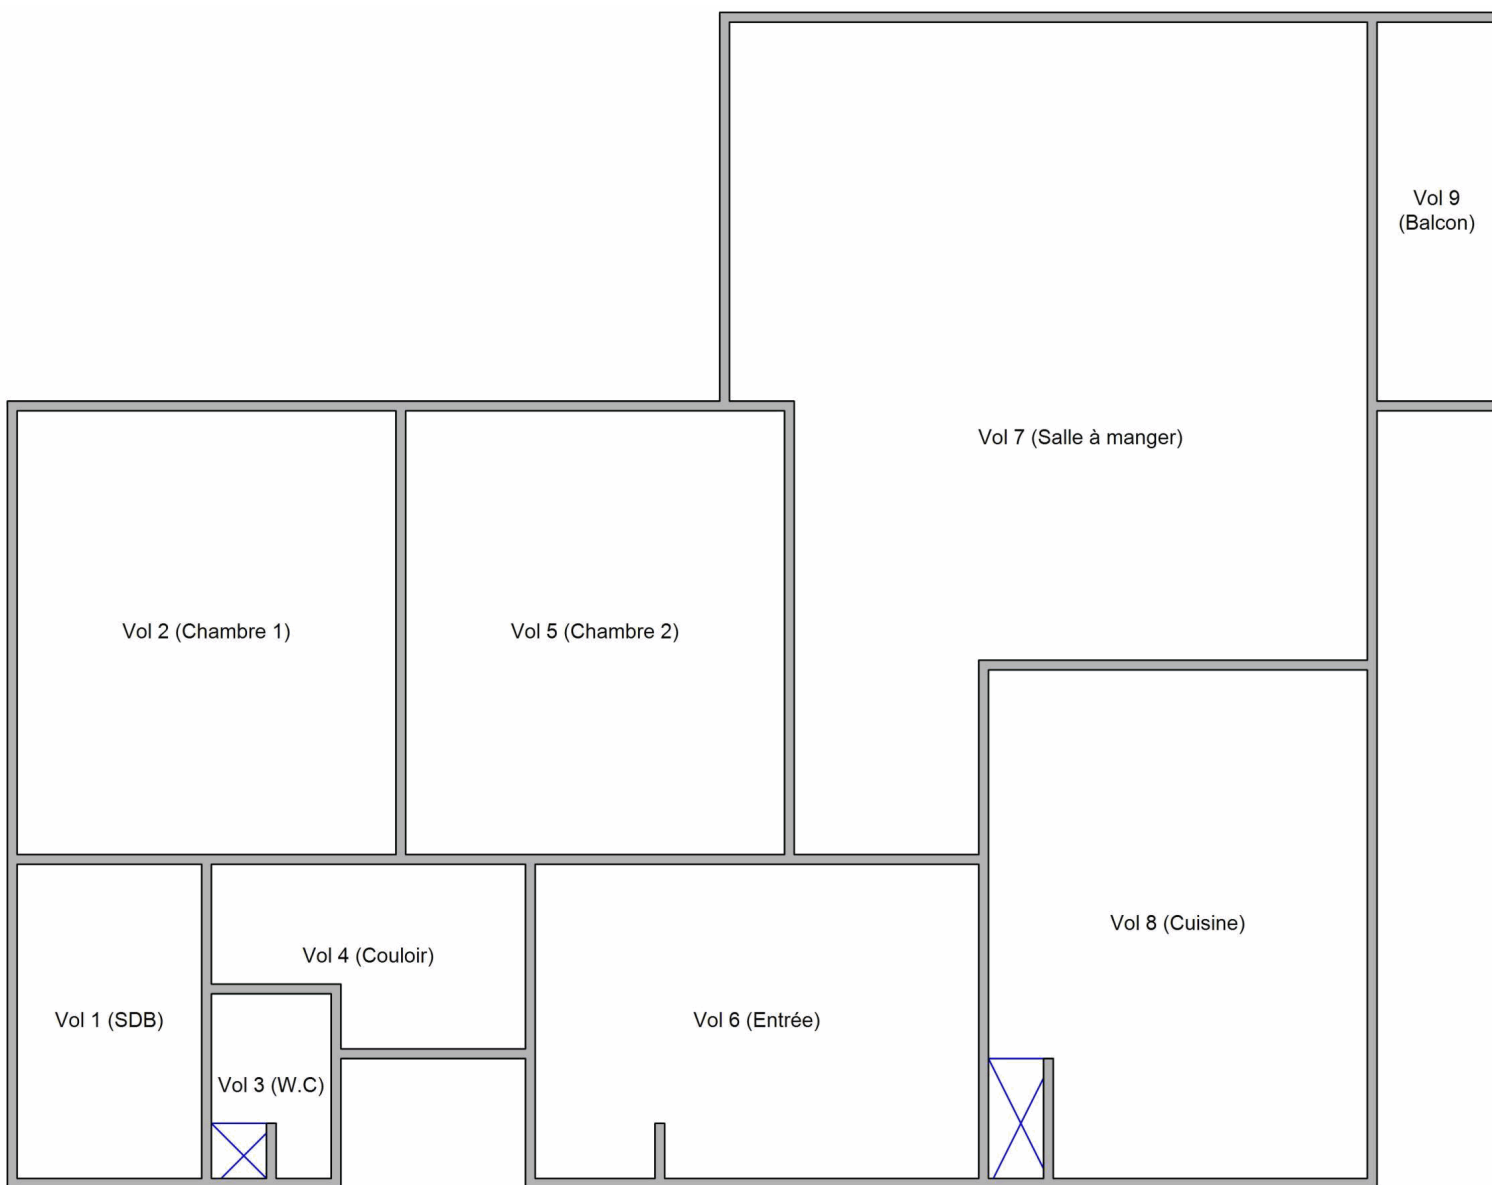 Vol 9
(Balcon)
Vol 7 (Salle à manger)
Vol 2 (Chambre 1)
Vol 5 (Chambre 2)
Vol 8 (Cuisine)
Vol 4 (Couloir)
Vol 1 (SDB)
Vol 6 (Entrée)
Vol 3 (W.C)